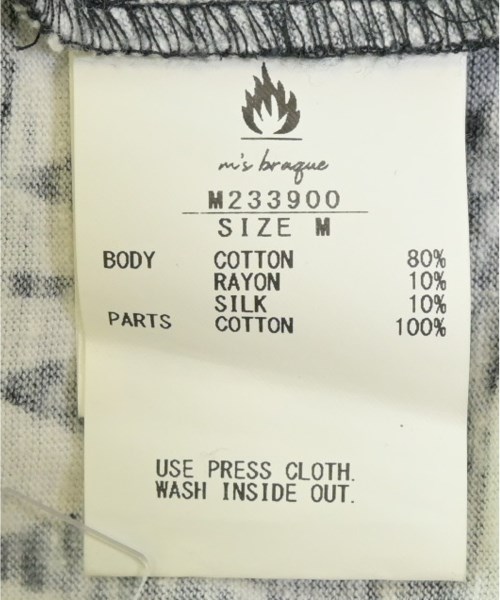 m's braque
M233900
SIZE M
BODY COTTON 80%
RAYON 10%
SILK 10%
PARTS COTTON 100%
USE PRESS CLOTH.
WASH INSIDE OUT.